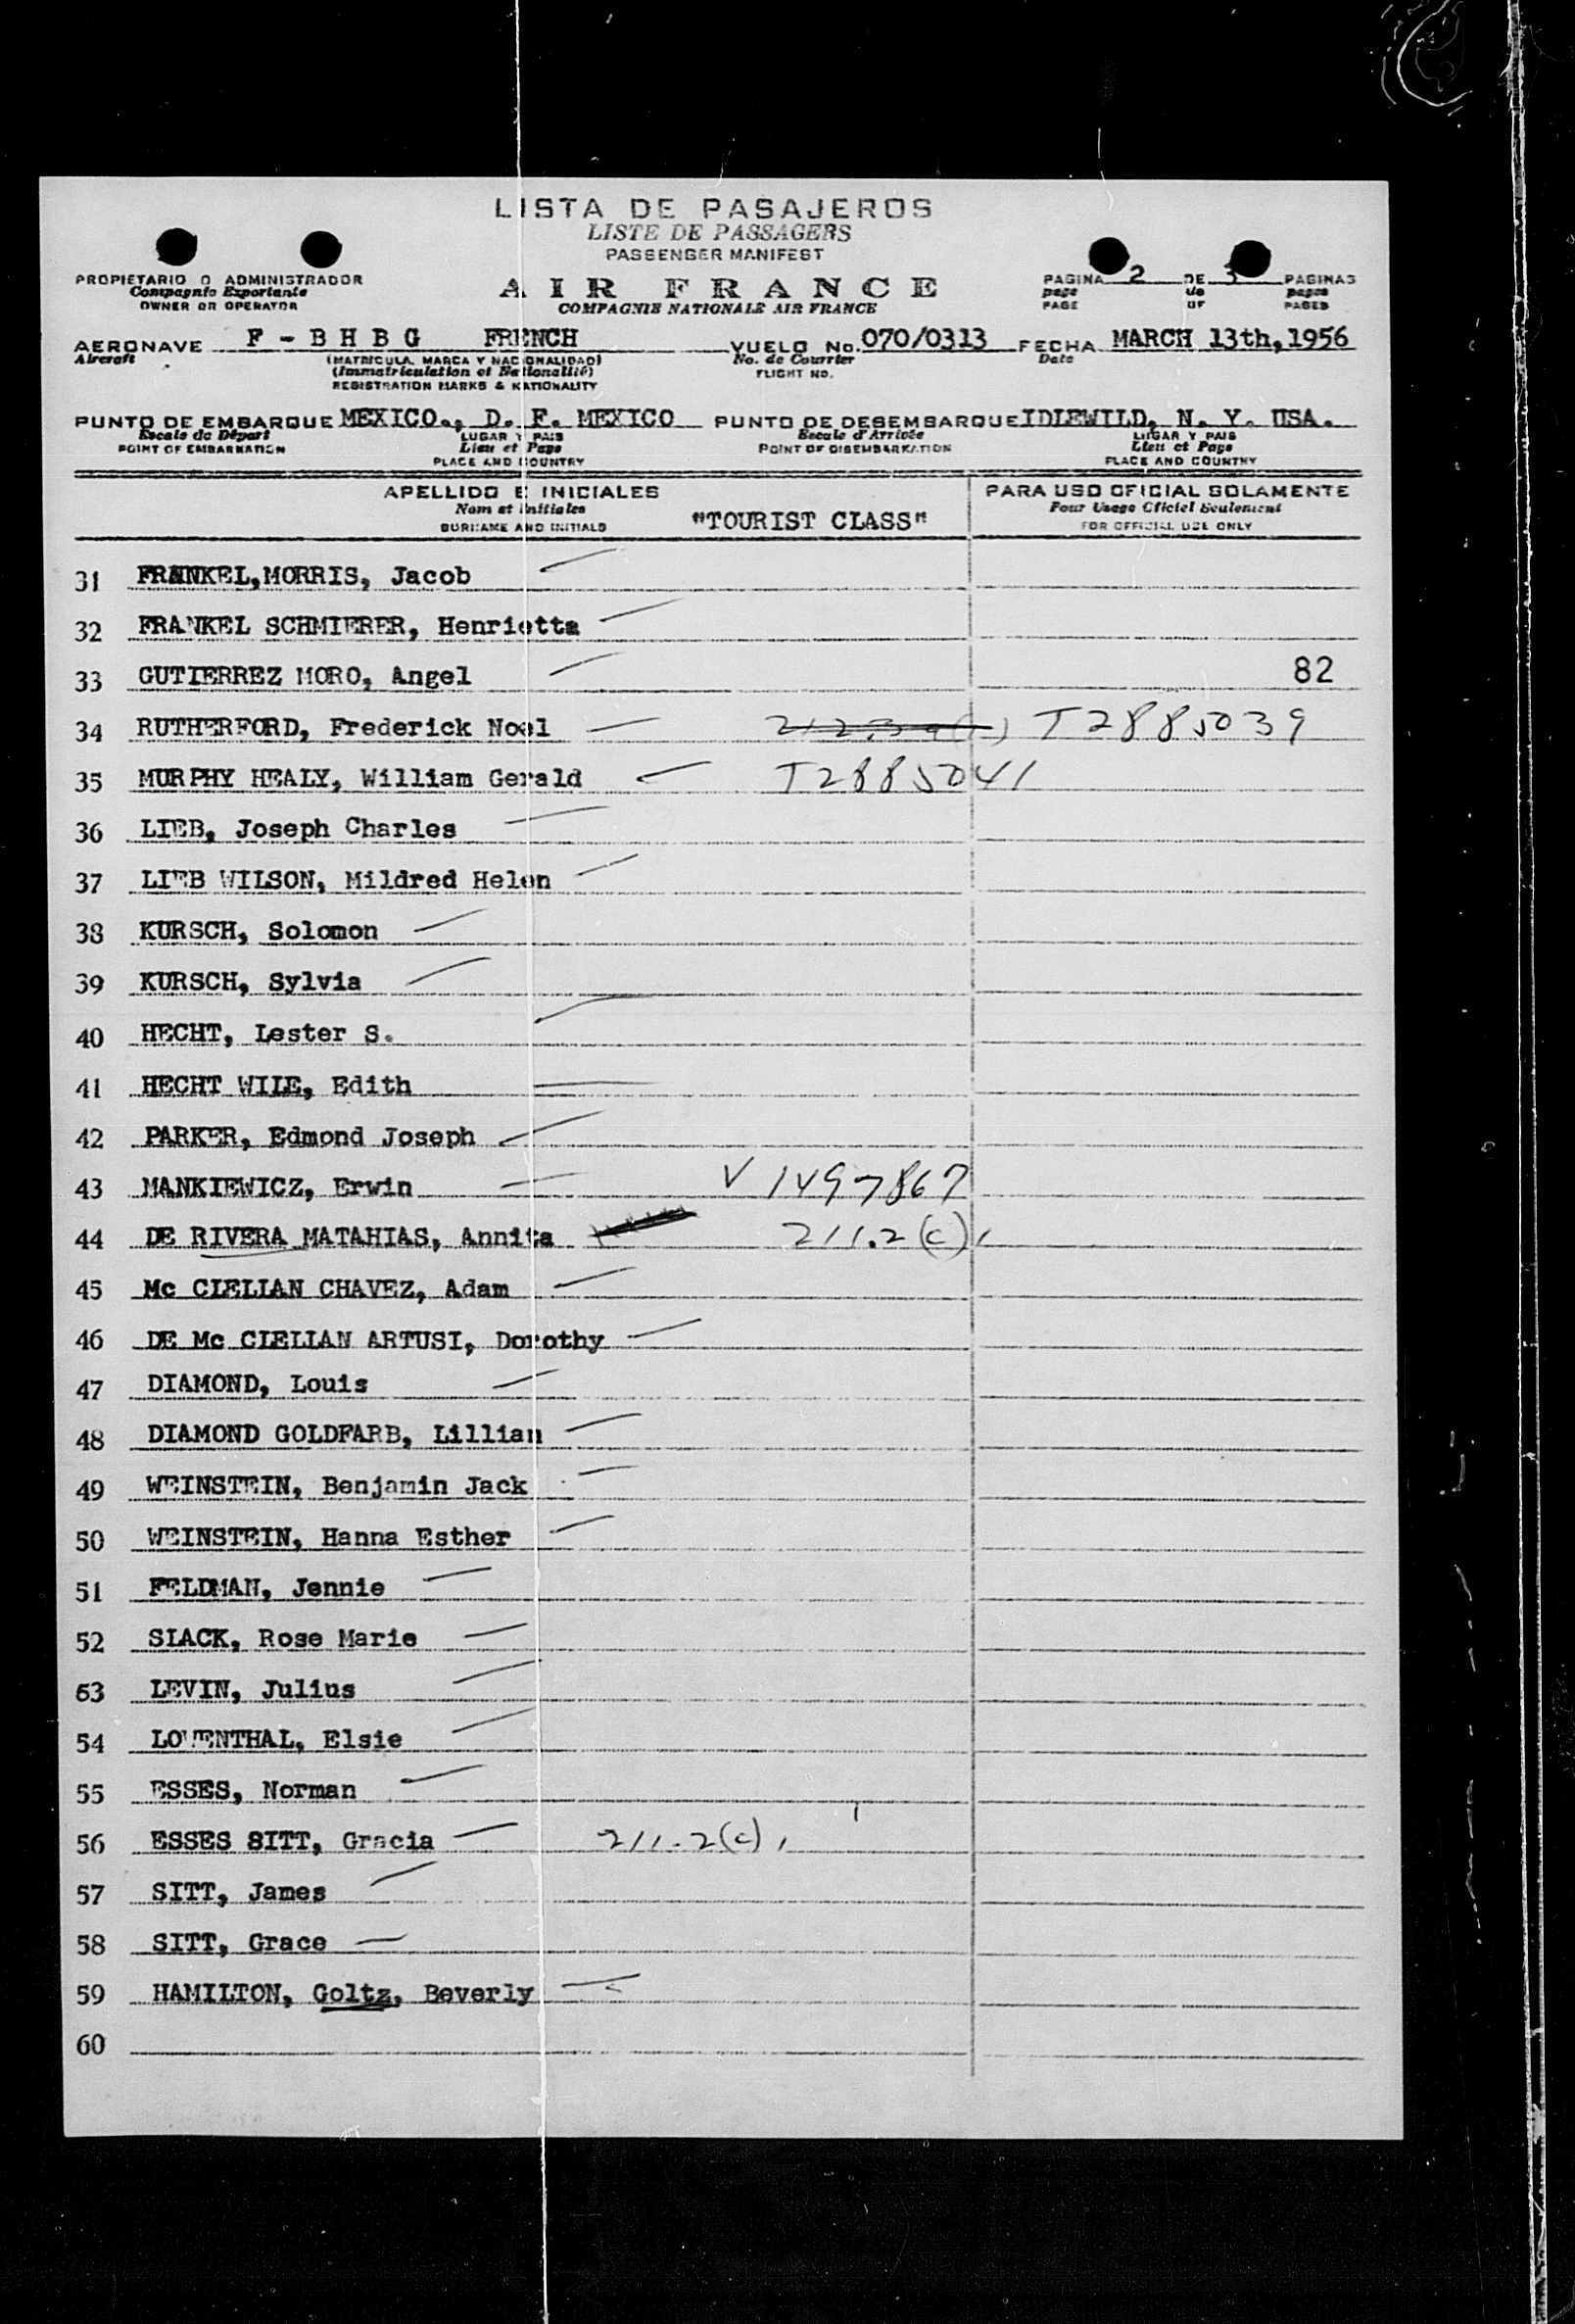 LISTA DE PASAJEROS
LISTE DE PASSAGERS
PASSENGER MANIFEST
PROPIETARIO O ADMINISTRADOR
Compagnie Exportante
OWNER OR OPERATOR
AIR FRANCE
COMPAGNIE NATIONALE AIR FRANCE
PAGINA 2 DE 3 PAGINAS
page de pages
PAGE OF PAGES
AERONAVE F - B H B G FRENCH VUELO No. 070/0313 FECHA MARCH 13th, 1956
Aircraft (MATRICULA, MARCA Y NACIONALIDAD) No. de Courrier Date
(Immatriculation et Nationalité) FLIGHT NO.
REGISTRATION MARKS & NATIONALITY
PUNTO DE EMBARQUE MEXICO., D. F. MEXICO PUNTO DE DESEMBARQUE IDLEWILD, N. Y. USA.
Escale de Départ LUGAR Y PAIS Escale d'Arrivée LUGAR Y PAIS
POINT OF EMBARKATION Lieu et Pays POINT OF DISEMBARKATION Lieu et Pays
PLACE AND COUNTRY PLACE AND COUNTRY
APELLIDO E INICIALES PARA USO OFICIAL SOLAMENTE
Nom et Initiales "TOURIST CLASS" Pour Usage Officiel Seulement
SURNAME AND INITIALS FOR OFFICIAL USE ONLY
31 FRANKEL, MORRIS, Jacob
32 FRANKEL SCHMIERER, Henrietta
33 GUTIERREZ MORO, Angel 82
34 RUTHERFORD, Frederick Noel T2885039
35 MURPHY HEALY, William Gerald T2885041
36 LIEB, Joseph Charles
37 LIEB WILSON, Mildred Helen
38 KURSCH, Solomon
39 KURSCH, Sylvia
40 HECHT, Lester S.
41 HECHT WILE, Edith
42 PARKER, Edmond Joseph
43 MANKIEWICZ, Erwin V 1497867
44 DE RIVERA MATAHIAS, Annita 211.2(c),
45 Mc CLELLAN CHAVEZ, Adam
46 DE Mc CLELLAN ARTUSI, Dorothy
47 DIAMOND, Louis
48 DIAMOND GOLDFARB, Lillian
49 WEINSTEIN, Benjamin Jack
50 WEINSTEIN, Hanna Esther
51 FELDMAN, Jennie
52 SLACK, Rose Marie
53 LEVIN, Julius
54 LOWENTHAL, Elsie
55 ESSES, Norman
56 ESSES SITT, Gracia 211.2(c),
57 SITT, James
58 SITT, Grace
59 HAMILTON, Goltz, Beverly
60